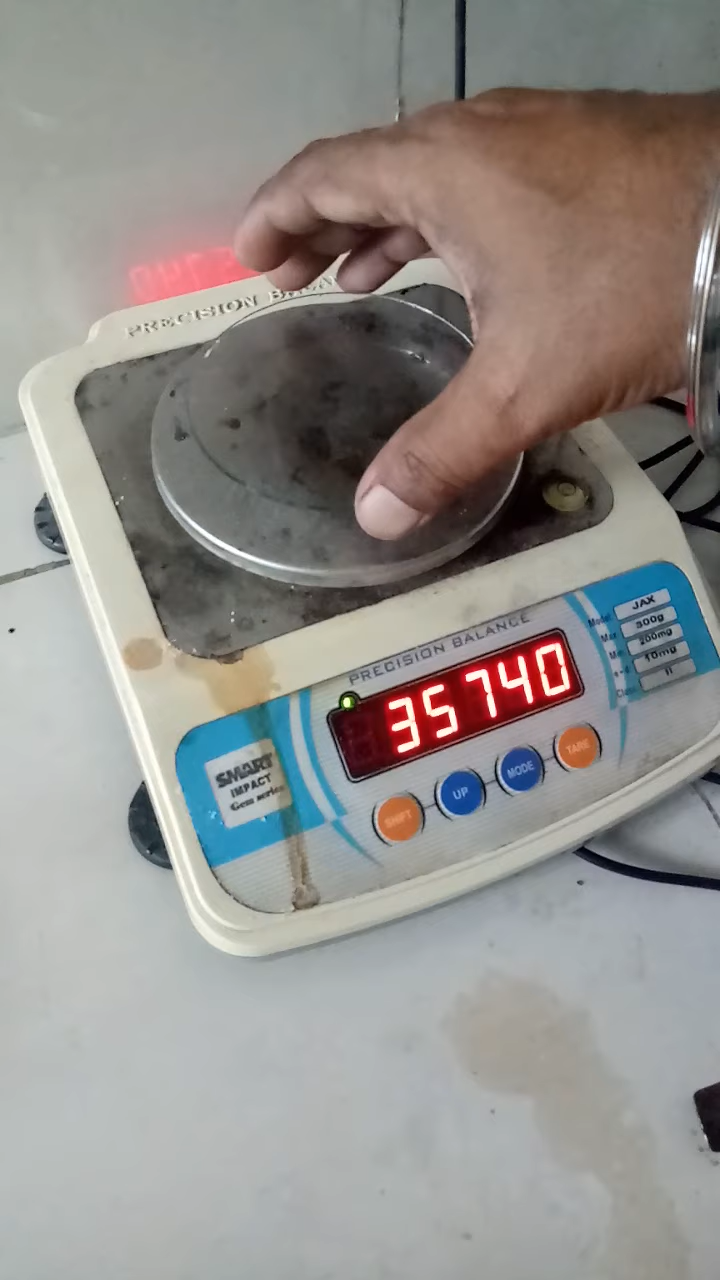 PRECISION BALAN
PRECISION BALANCE
Model JAX
Max 300g
Min 200mg
e=d 10mg
Class II
35740
SMART
IMPACT
Gem series
SHIFT
UP
MODE
TARE